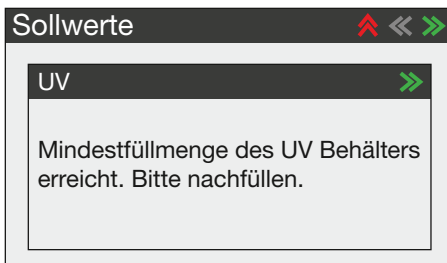 Sollwerte
UV
Mindestfüllmenge des UV Behälters
erreicht. Bitte nachfüllen.